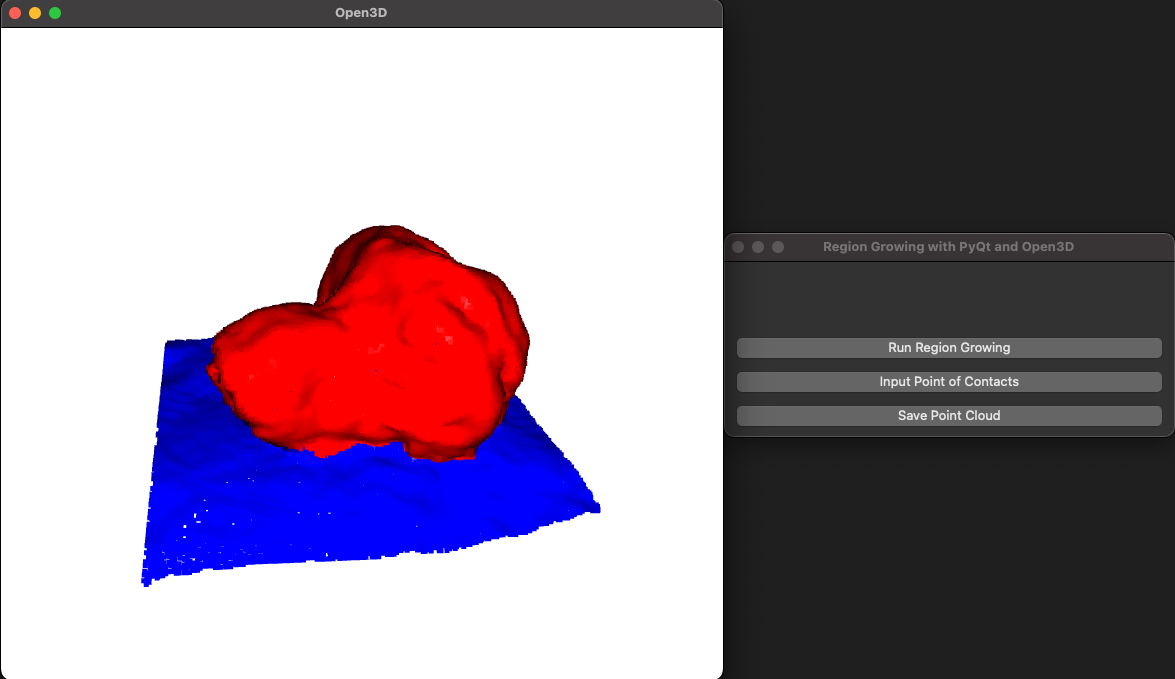 Open3D
Region Growing with PyQt and Open3D
Run Region Growing
Input Point of Contacts
Save Point Cloud